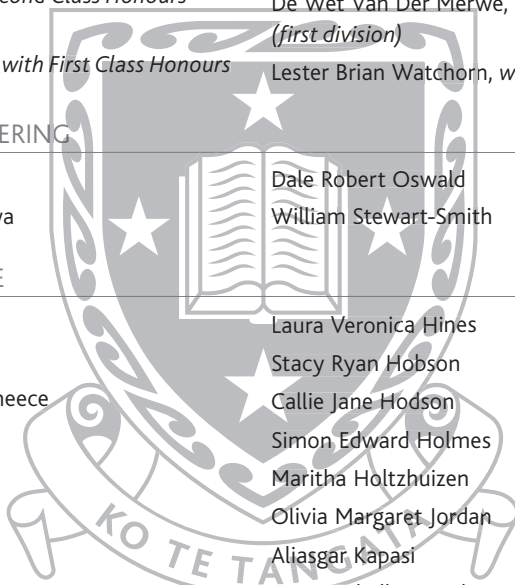 cond Class Honours
with First Class Honours
ERING
va
E
neece
De Wet Van Der Merwe,
(first division)
Lester Brian Watchorn, w
Dale Robert Oswald
William Stewart-Smith
Laura Veronica Hines
Stacy Ryan Hobson
Callie Jane Hodson
Simon Edward Holmes
Maritha Holtzhuizen
Olivia Margaret Jordan
Aliasgar Kapasi
KO TE TANGATA